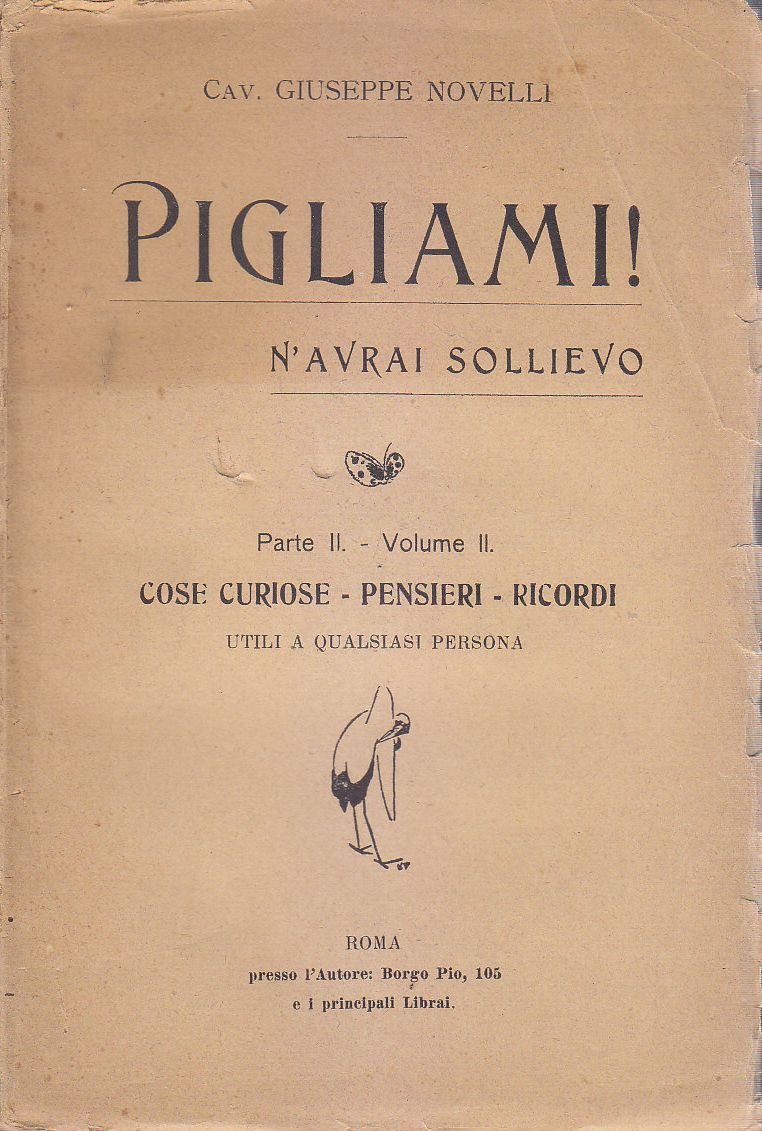 CAV. GIUSEPPE NOVELLI
PIGLIAMI!
N'AVRAI SOLLIEVO
Parte II. - Volume II.
COSE CURIOSE - PENSIERI - RICORDI
UTILI A QUALSIASI PERSONA
ROMA
presso l'Autore: Borgo Pio, 105
e i principali Librai.